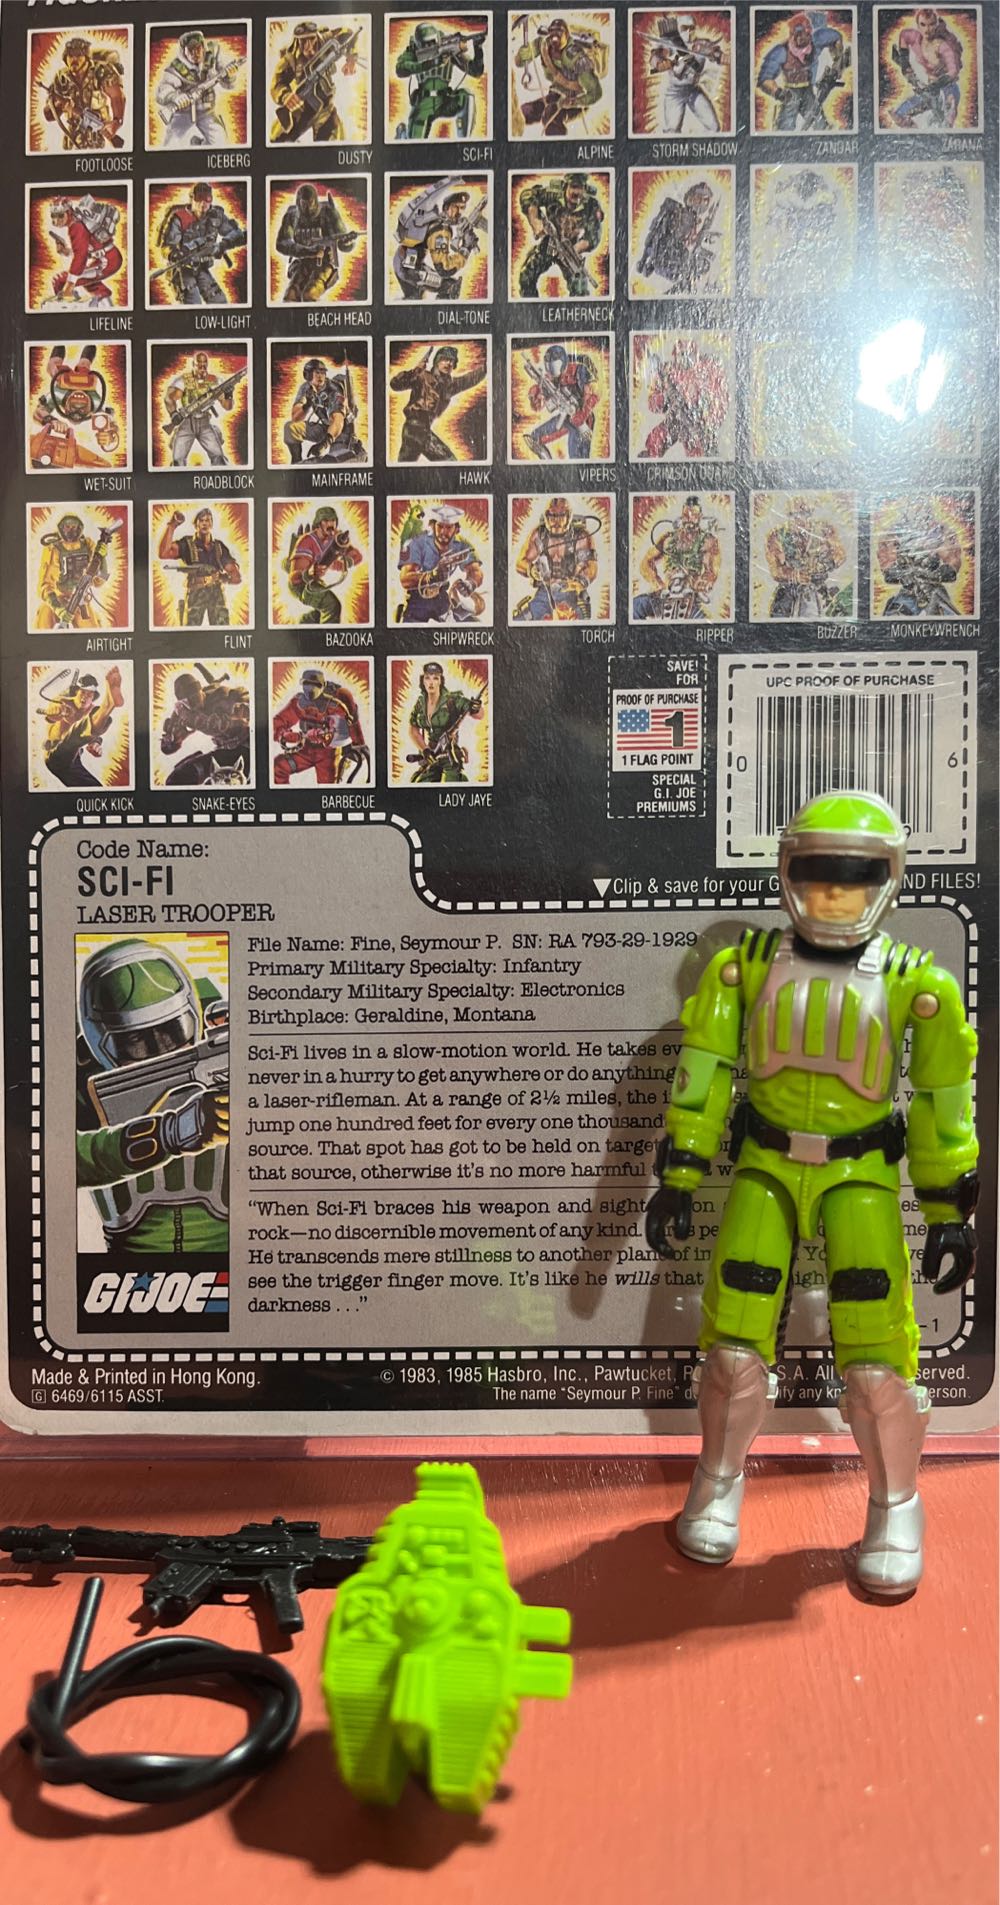 FOOTLOOSE ICEBERG DUSTY SCI-FI ALPINE STORM SHADOW ZANDAR ZARANA
LIFELINE LOW-LIGHT BEACH HEAD DIAL-TONE LEATHERNECK
WET-SUIT ROADBLOCK MAINFRAME HAWK VIPERS CRIMSON GUARD
AIRTIGHT FLINT BAZOOKA SHIPWRECK TORCH RIPPER BUZZER MONKEYWRENCH
QUICK KICK SNAKE-EYES BARBECUE LADY JAYE
SAVE!
FOR
PROOF OF PURCHASE
1
1 FLAG POINT
SPECIAL
G.I. JOE
PREMIUMS
UPC PROOF OF PURCHASE
0 6
▼Clip & save for your G ND FILES!
Code Name:
SCI-FI
LASER TROOPER
File Name: Fine, Seymour P. SN: RA 793-29-1929
Primary Military Specialty: Infantry
Secondary Military Specialty: Electronics
Birthplace: Geraldine, Montana
Sci-Fi lives in a slow-motion world. He takes
never in a hurry to get anywhere or do anything
a laser-rifleman. At a range of 2½ miles, the
jump one hundred feet for every one thousand
source. That spot has got to be held on target
that source, otherwise it's no more harmful
"When Sci-Fi braces his weapon and sight on
rock—no discernible movement of any kind.
He transcends mere stillness to another plane of
see the trigger finger move. It's like he wills that
darkness . . ."
GI JOE
-1
Made & Printed in Hong Kong.
G 6469/6115 ASST.
© 1983, 1985 Hasbro, Inc., Pawtucket, R S.A. All served.
The name "Seymour P. Fine" erson.